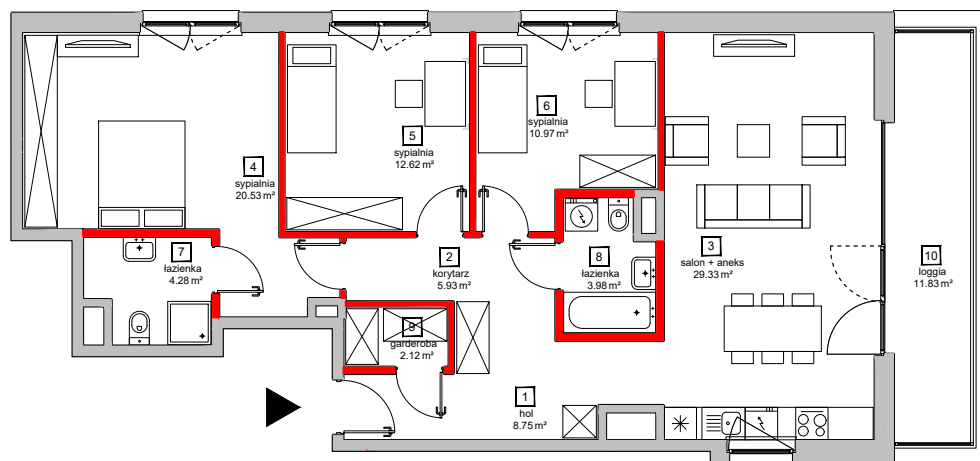 4
sypialnia
20.53 m²
5
sypialnia
12.62 m²
6
sypialnia
10.97 m²
7
łazienka
4.28 m²
2
korytarz
5.93 m²
8
łazienka
3.98 m²
3
salon + aneks
29.33 m²
10
loggia
11.83 m²
9
garderoba
2.12 m²
1
hol
8.75 m²